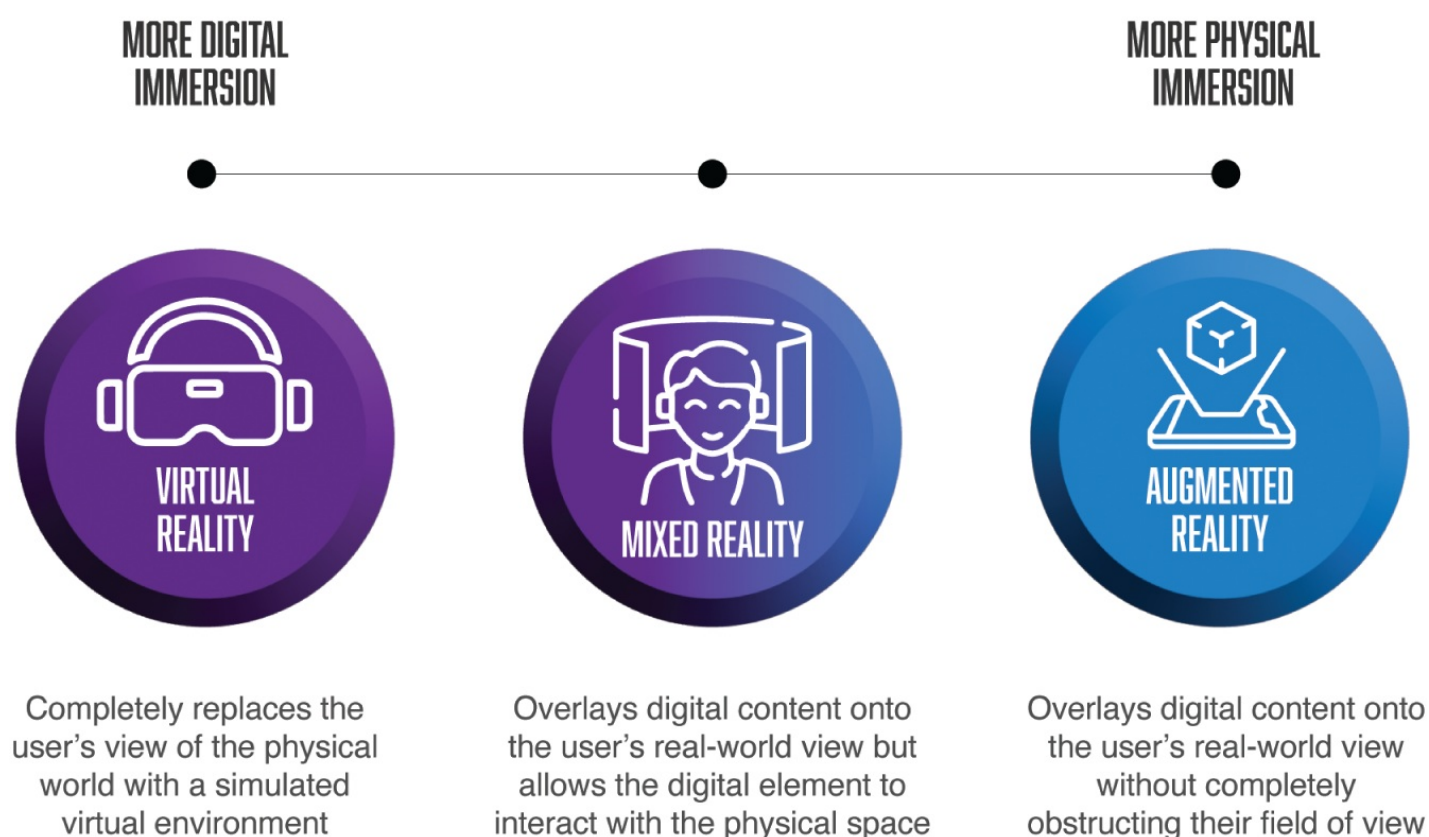 MORE DIGITAL
IMMERSION
MORE PHYSICAL
IMMERSION
VIRTUAL
REALITY
MIXED REALITY
AUGMENTED
REALITY
Completely replaces the
user’s view of the physical
world with a simulated
virtual environment
Overlays digital content onto
the user’s real-world view but
allows the digital element to
interact with the physical space
Overlays digital content onto
the user’s real-world view
without completely
obstructing their field of view